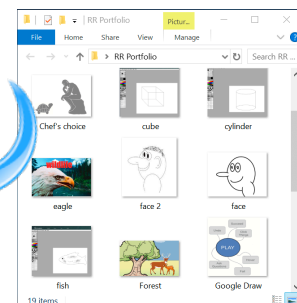 RR Portfolio
Pictur...
File Home Share View Manage
RR Portfolio
Search RR ...
Chef's choice cube cylinder
eagle face 2 face
PLAY
fish Forest Google Draw
19 items